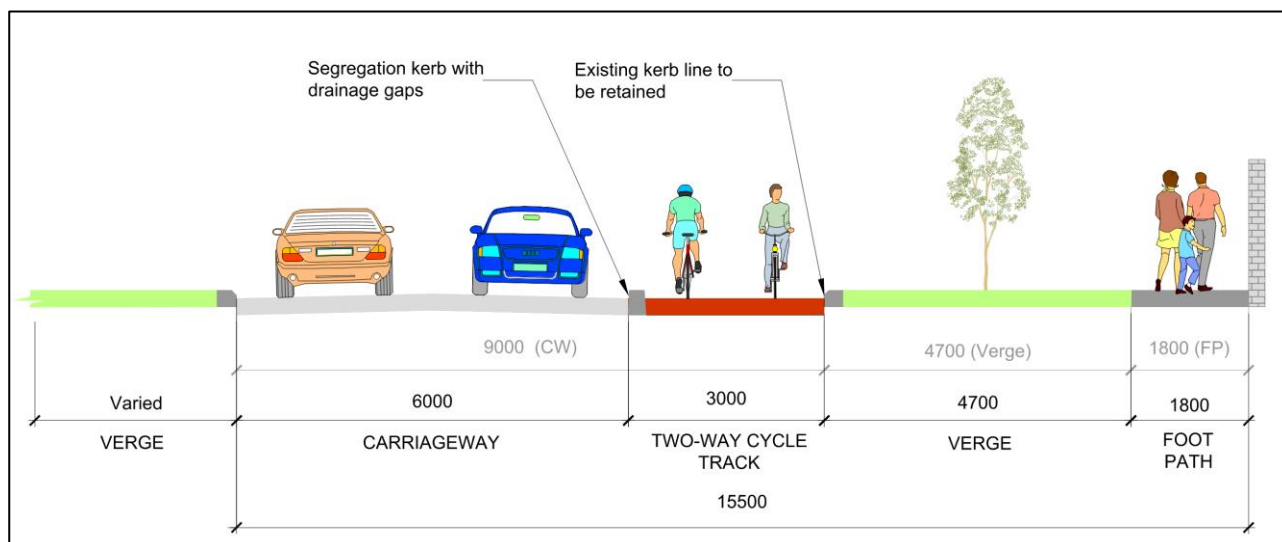 Segregation kerb with
drainage gaps
Existing kerb line to
be retained
9000 (CW)
4700 (Verge)
1800 (FP)
Varied
6000
3000
4700
1800
VERGE
CARRIAGEWAY
TWO-WAY CYCLE
TRACK
VERGE
FOOT
PATH
15500